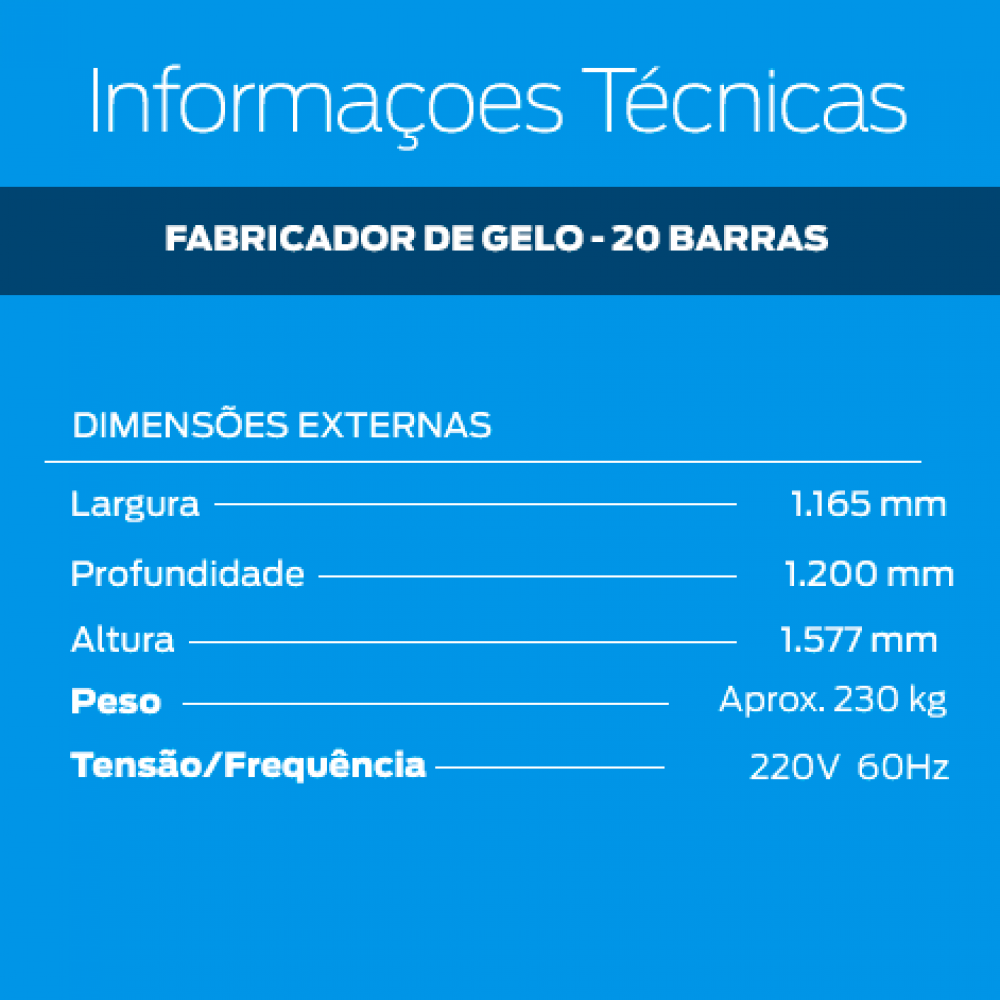 Informaçoes Técnicas
FABRICADOR DE GELO - 20 BARRAS
DIMENSÕES EXTERNAS
Largura 1.165 mm
Profundidade 1.200 mm
Altura 1.577 mm
Peso Aprox. 230 kg
Tensão/Frequência 220V 60Hz